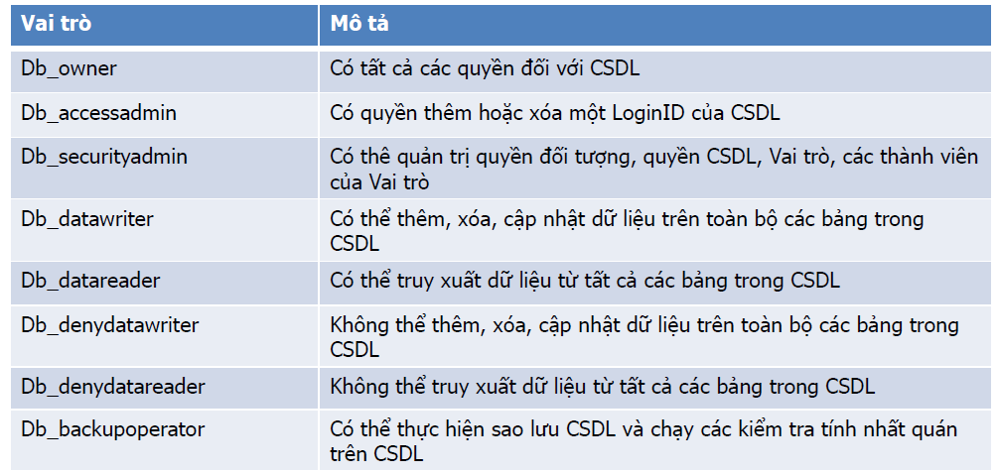 Vai trò Mô tả
Db_owner Có tất cả các quyền đối với CSDL
Db_accessadmin Có quyền thêm hoặc xóa một LoginID của CSDL
Db_securityadmin Có thê quản trị quyền đối tượng, quyền CSDL, Vai trò, các thành viên
của Vai trò
Db_datawriter Có thể thêm, xóa, cập nhật dữ liệu trên toàn bộ các bảng trong
CSDL
Db_datareader Có thể truy xuất dữ liệu từ tất cả các bảng trong CSDL
Db_denydatawriter Không thể thêm, xóa, cập nhật dữ liệu trên toàn bộ các bảng trong
CSDL
Db_denydatareader Không thể truy xuất dữ liệu từ tất cả các bảng trong CSDL
Db_backupoperator Có thể thực hiện sao lưu CSDL và chạy các kiểm tra tính nhất quán
trên CSDL